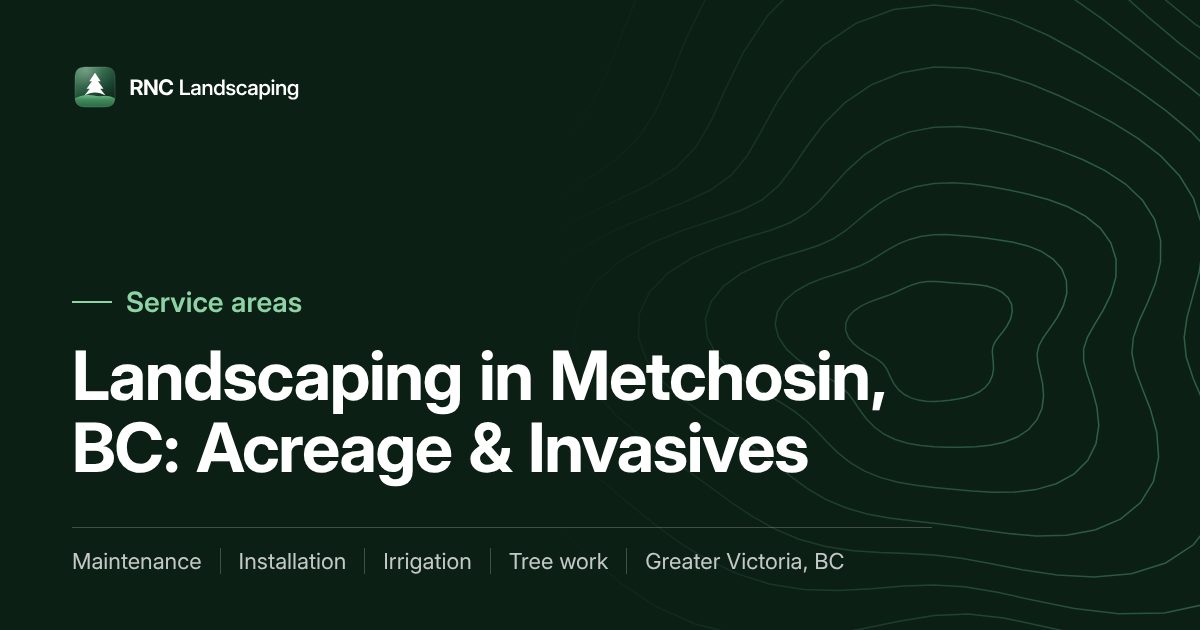 RNC Landscaping
Service areas
Landscaping in Metchosin,
BC: Acreage & Invasives
Maintenance Installation Irrigation Tree work Greater Victoria, BC